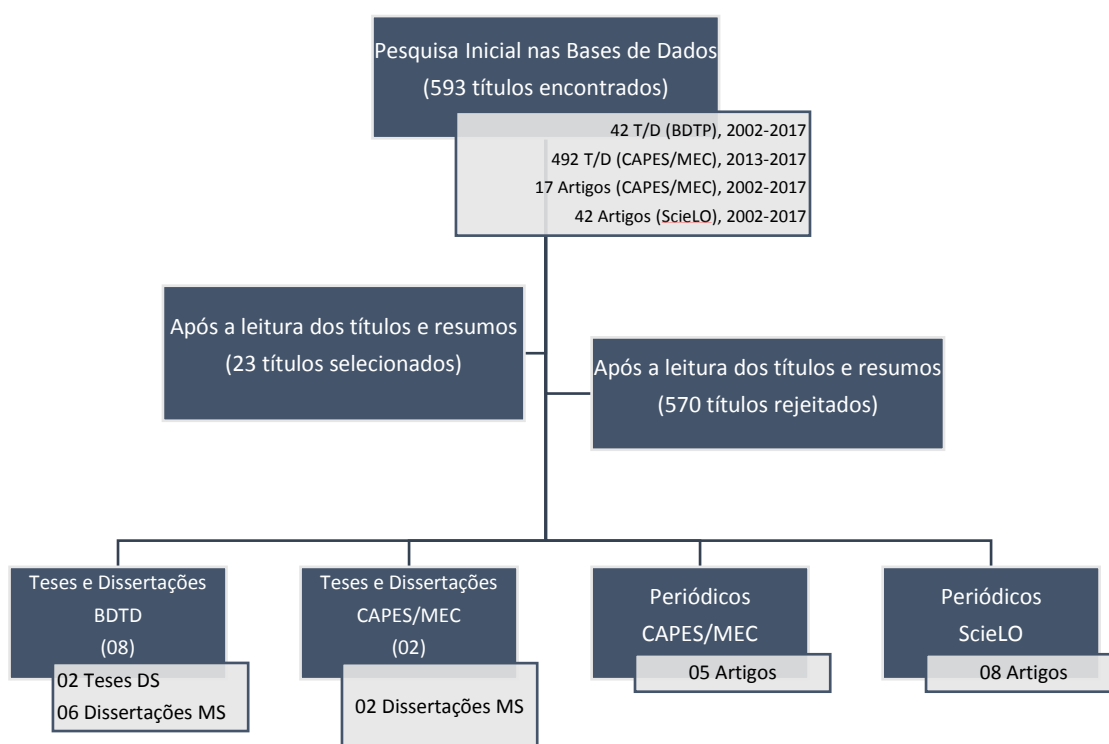 Pesquisa Inicial nas Bases de Dados
(593 títulos encontrados)
42 T/D (BDTP), 2002-2017
492 T/D (CAPES/MEC), 2013-2017
17 Artigos (CAPES/MEC), 2002-2017
42 Artigos (ScieLO), 2002-2017
Após a leitura dos títulos e resumos
(23 títulos selecionados)
Após a leitura dos títulos e resumos
(570 títulos rejeitados)
Teses e Dissertações
BDTD
(08)
02 Teses DS
06 Dissertações MS
Teses e Dissertações
CAPES/MEC
(02)
02 Dissertações MS
Periódicos
CAPES/MEC
05 Artigos
Periódicos
ScieLO
08 Artigos